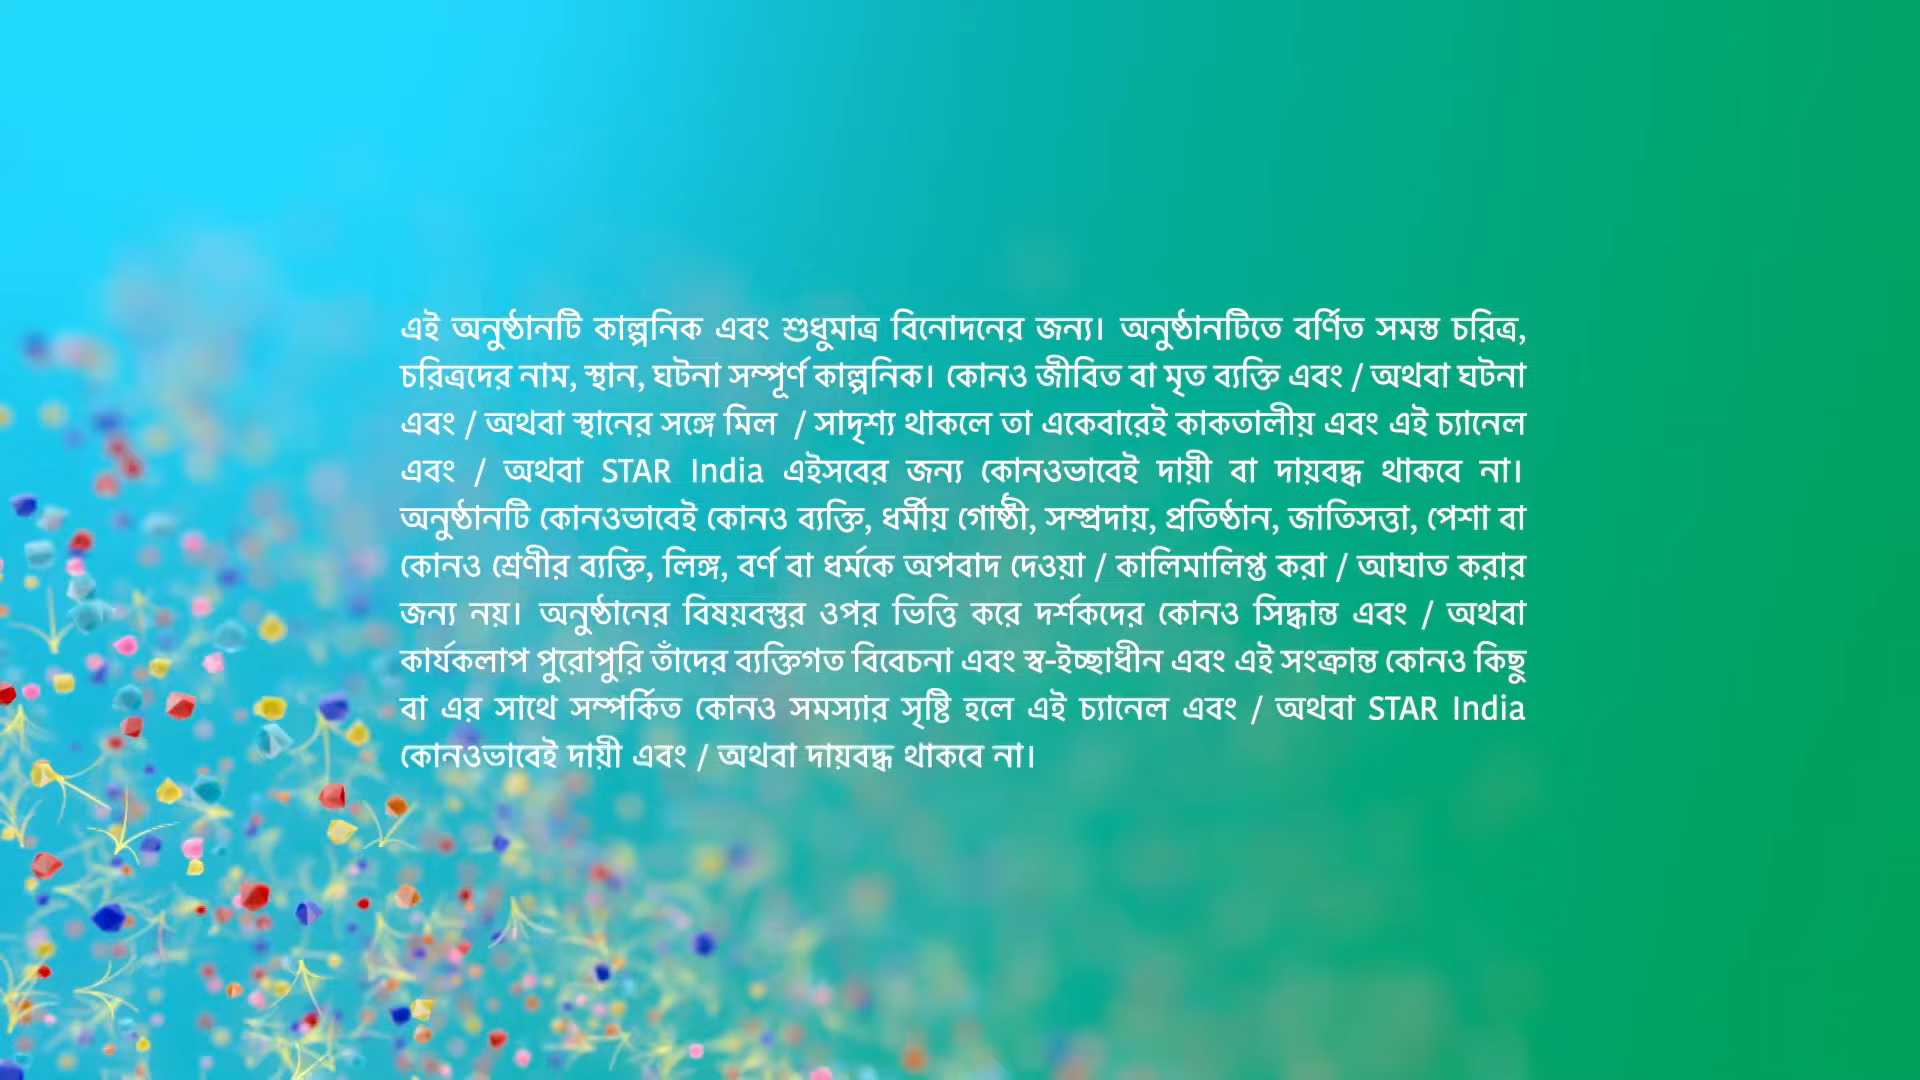 এই অনুষ্ঠানটি কাল্পনিক এবং শুধুমাত্র বিনোদনের জন্য। অনুষ্ঠানটিতে বর্ণিত সমস্ত চরিত্র,
চরিত্রদের নাম, স্থান, ঘটনা সম্পূর্ণ কাল্পনিক। কোনও জীবিত বা মৃত ব্যক্তি এবং / অথবা ঘটনা
এবং / অথবা স্থানের সঙ্গে মিল / সাদৃশ্য থাকলে তা একেবারেই কাকতালীয় এবং এই চ্যানেল
এবং / অথবা STAR India এইসবের জন্য কোনওভাবেই দায়ী বা দায়বদ্ধ থাকবে না।
অনুষ্ঠানটি কোনওভাবেই কোনও ব্যক্তি, ধর্মীয় গোষ্ঠী, সম্প্রদায়, প্রতিষ্ঠান, জাতিসত্তা, পেশা বা
কোনও শ্রেণীর ব্যক্তি, লিঙ্গ, বর্ণ বা ধর্মকে অপবাদ দেওয়া / কালিমালিপ্ত করা / আঘাত করার
জন্য নয়। অনুষ্ঠানের বিষয়বস্তুর ওপর ভিত্তি করে দর্শকদের কোনও সিদ্ধান্ত এবং / অথবা
কার্যকলাপ পুরোপুরি তাঁদের ব্যক্তিগত বিবেচনা এবং স্ব-ইচ্ছাধীন এবং এই সংক্রান্ত কোনও কিছু
বা এর সাথে সম্পর্কিত কোনও সমস্যার সৃষ্টি হলে এই চ্যানেল এবং / অথবা STAR India
কোনওভাবেই দায়ী এবং / অথবা দায়বদ্ধ থাকবে না।